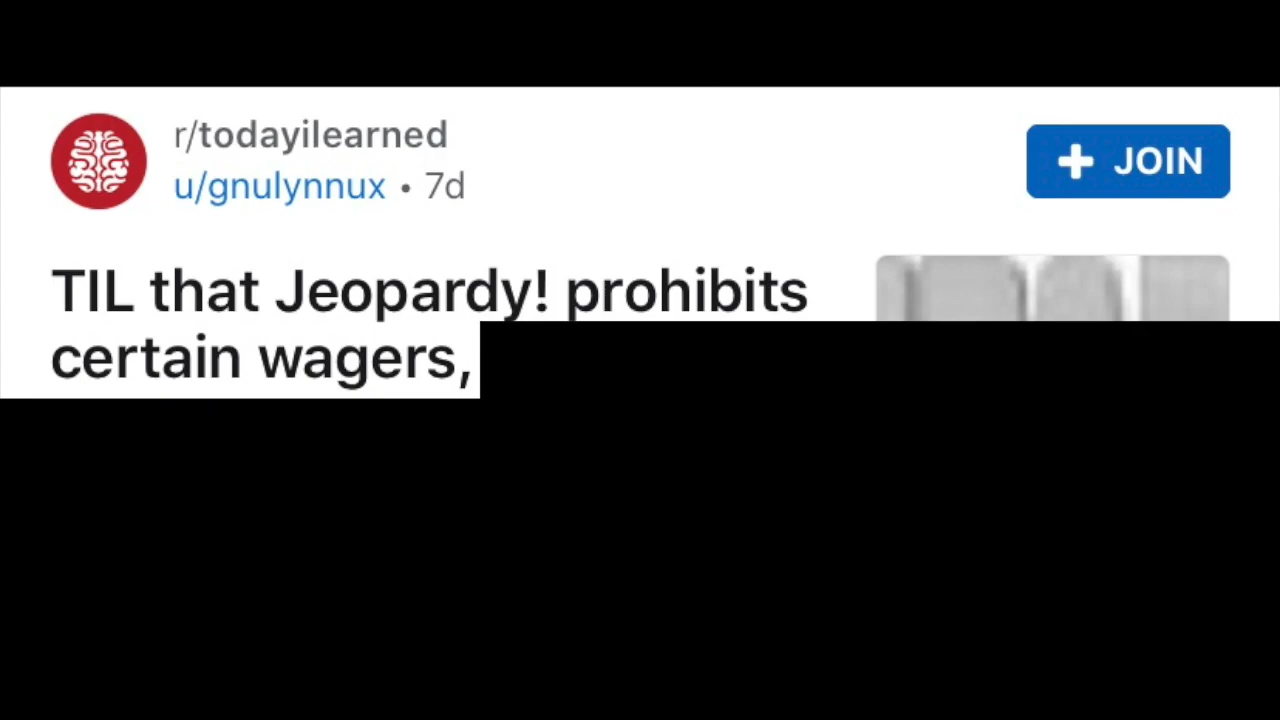 r/todayilearned
u/gnulynnux • 7d
JOIN
TIL that Jeopardy! prohibits
certain wagers,